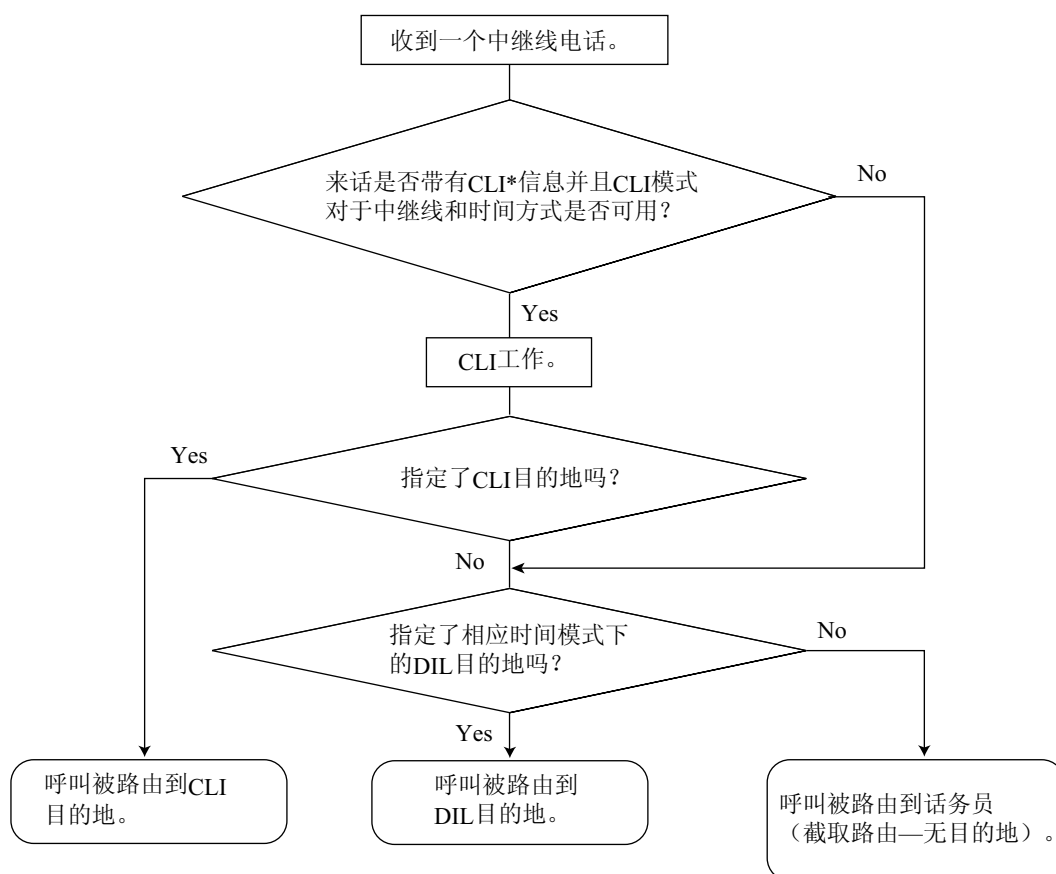 收到一个中继线电话。
来话是否带有CLI*信息并且CLI模式
对于中继线和时间方式是否可用？
No
Yes
CLI工作。
Yes
指定了CLI目的地吗？
No
指定了相应时间模式下
的DIL目的地吗？
No
Yes
呼叫被路由到CLI
目的地。
呼叫被路由到
DIL目的地。
呼叫被路由到话务员
（截取路由—无目的地）。